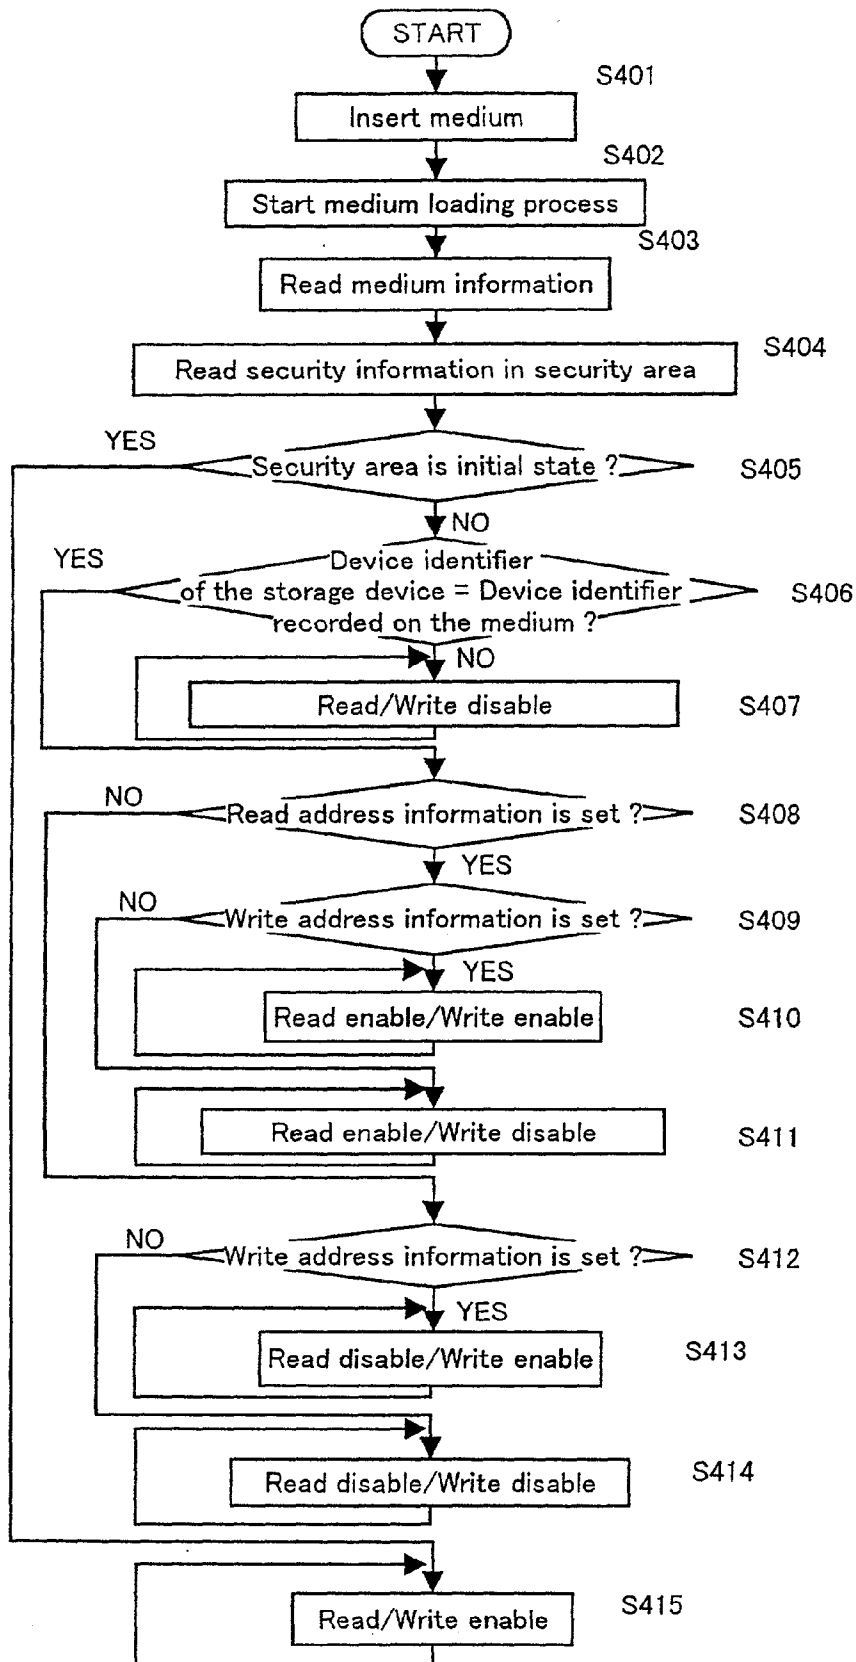 START
S401
Insert medium
S402
Start medium loading process
S403
Read medium information
S404
Read security information in security area
YES
Security area is initial state ?
S405
NO
YES
Device identifier
of the storage device = Device identifier
S406
recorded on the medium ?
NO
Read/Write disable
S407
NO
Read address information is set ?
S408
YES
NO
Write address information is set ?
S409
YES
Read enable/Write enable
S410
Read enable/Write disable
S411
NO
Write address information is set ?
S412
YES
Read disable/Write enable
S413
Read disable/Write disable
S414
Read/Write enable
S415